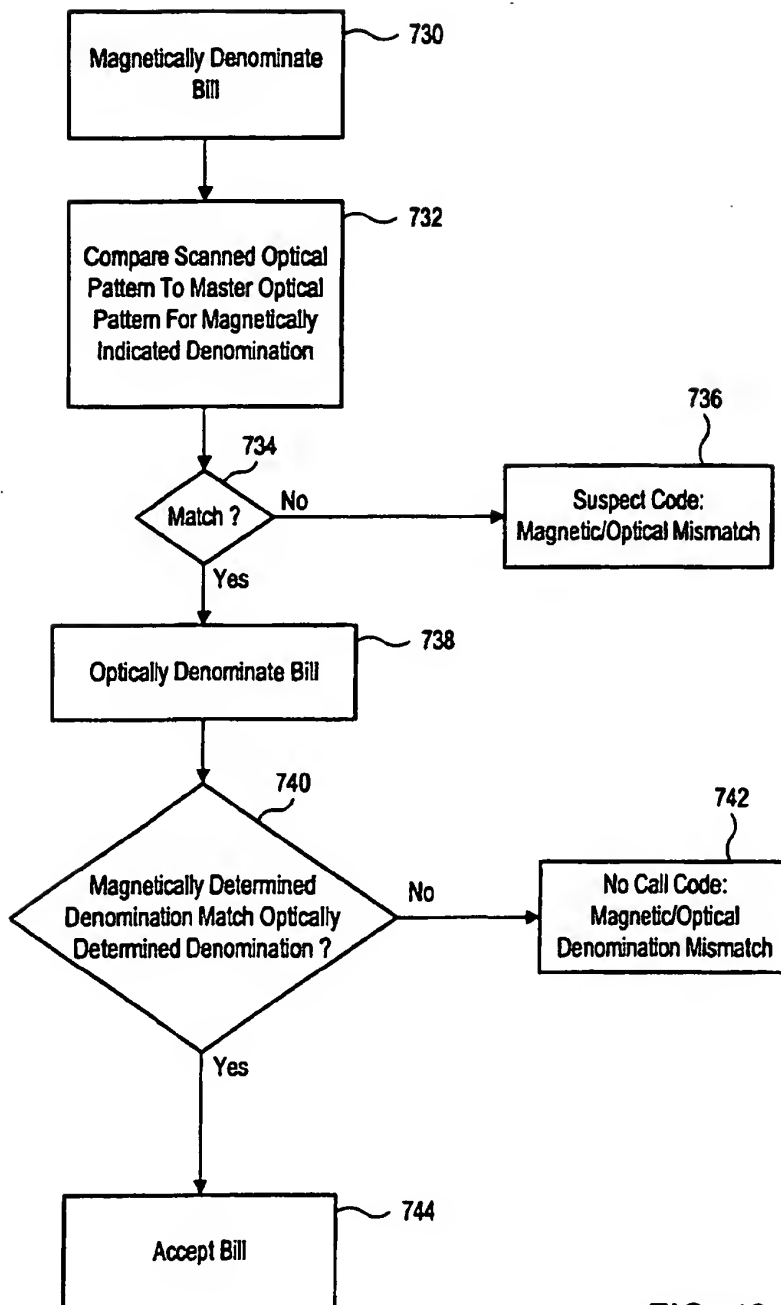 730
Magnetically Denominate
Bill
732
Compare Scanned Optical
Pattern To Master Optical
Pattern For Magnetically
Indicated Denomination
734
Match ?
No
736
Suspect Code:
Magnetic/Optical Mismatch
Yes
738
Optically Denominate Bill
740
Magnetically Determined
Denomination Match Optically
Determined Denomination ?
No
742
No Call Code:
Magnetic/Optical
Denomination Mismatch
Yes
744
Accept Bill